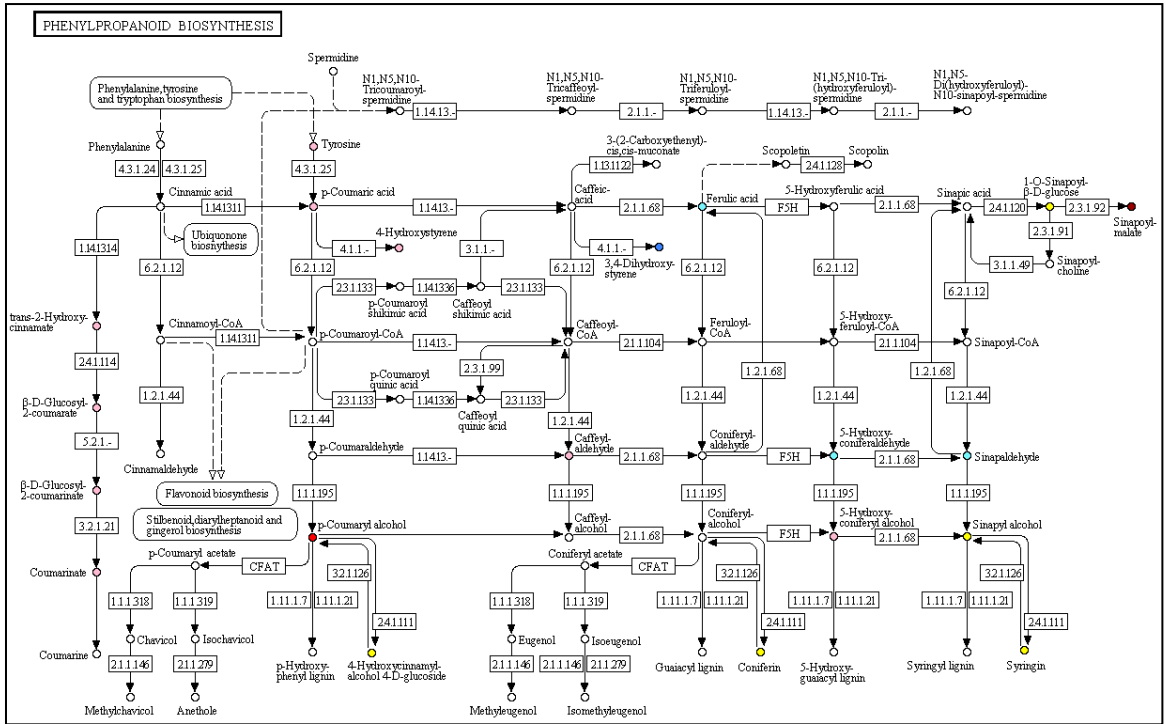 PHENYLPROPANOID BIOSYNTHESIS
Spermidine
N1,N5,N10-
Tricoumaroyl-
spermidine
N1,N5,N10-
Tricaffeoyl-
spermidine
N1,N5,N10-
Triferuloyl-
spermidine
N1,N5,N10-Tri-
(hydroxyferuloyl)-
spermidine
N1,N5-
Di(hydroxyferuloyl)-
N10-sinapoyl-spermidine
Phenylalanine,tyrosine
and tryptophan biosynthesis
1.14.13.-
2.1.1.-
1.14.13.-
2.1.1.-
Phenylalanine
Tyrosine
4.3.1.24
4.3.1.25
4.3.1.25
3-(2-Carboxyethenyl)-
cis,cis-muconate
1.13.11.22
Scopoletin
2.4.1.128
Scopolin
Cinnamic acid
1.14.13.11
p-Coumaric acid
1.14.13.-
Caffeic-
acid
2.1.1.68
Ferulic acid
F5H
5-Hydroxyferulic acid
2.1.1.68
Sinapic acid
2.4.1.120
1-O-Sinapoyl-
β-D-glucose
2.3.1.92
Sinapoyl-
malate
2.3.1.91
Sinapoyl-
choline
3.1.1.49
1.14.13.14
Ubiquonone
biosnythesis
4.1.1.-
4-Hydroxystyrene
3.1.1.-
4.1.1.-
3,4-Dihydroxy-
styrene
6.2.1.12
6.2.1.12
6.2.1.12
6.2.1.12
6.2.1.12
6.2.1.12
2.3.1.133
p-Coumaroyl
shikimic acid
1.14.13.36
Caffeoyl
shikimic acid
2.3.1.133
trans-2-Hydroxy-
cinnamate
Cinnamoyl-CoA
1.14.13.11
p-Coumaroyl-CoA
1.14.13.-
Caffeoyl-
CoA
2.1.1.104
Feruloyl-
CoA
5-Hydroxy-
feruloyl-CoA
2.1.1.104
Sinapoyl-CoA
2.4.1.114
2.3.1.99
1.2.1.68
1.2.1.68
p-Coumaroyl
quinic acid
2.3.1.133
1.14.13.36
Caffeoyl
quinic acid
2.3.1.133
1.2.1.44
1.2.1.44
1.2.1.44
1.2.1.44
1.2.1.44
1.2.1.44
β-D-Glucosyl-
2-coumarate
5.2.1.-
Cinnamaldehyde
p-Coumaraldehyde
1.14.13.-
Caffeyl-
aldehyde
2.1.1.68
Coniferyl-
aldehyde
F5H
5-Hydroxy-
coniferaldehyde
2.1.1.68
Sinapaldehyde
β-D-Glucosyl-
2-coumarinate
Flavonoid biosynthesis
Stilbenoid,diarylheptanoid and
gingerol biosynthesis
1.1.1.195
1.1.1.195
1.1.1.195
1.1.1.195
1.1.1.195
3.2.1.21
p-Coumaryl alcohol
Caffeyl-
alcohol
2.1.1.68
Coniferyl-
alcohol
F5H
5-Hydroxy-
coniferyl alcohol
2.1.1.68
Sinapyl alcohol
Coumarinate
p-Coumaryl acetate
CFAT
Coniferyl acetate
CFAT
3.2.1.126
3.2.1.126
3.2.1.126
1.1.1.318
1.1.1.319
1.11.1.7
1.11.1.21
1.1.1.318
1.1.1.319
1.11.1.7
1.11.1.21
1.11.1.7
1.11.1.21
1.11.1.7
1.11.1.21
2.4.1.111
2.4.1.111
2.4.1.111
Coumarine
Chavicol
Isochavicol
Eugenol
Isoeugenol
2.1.1.146
2.1.1.279
2.1.1.146
2.1.1.146
2.1.1.279
p-Hydroxy-
phenyl lignin
4-Hydroxycinnamyl-
alcohol 4-D-glucoside
Guaiacyl lignin
Coniferin
5-Hydroxy-
guaiacyl lignin
Syringyl lignin
Syringin
Methylchavicol
Anethole
Methyleugenol
Isomethyleugenol